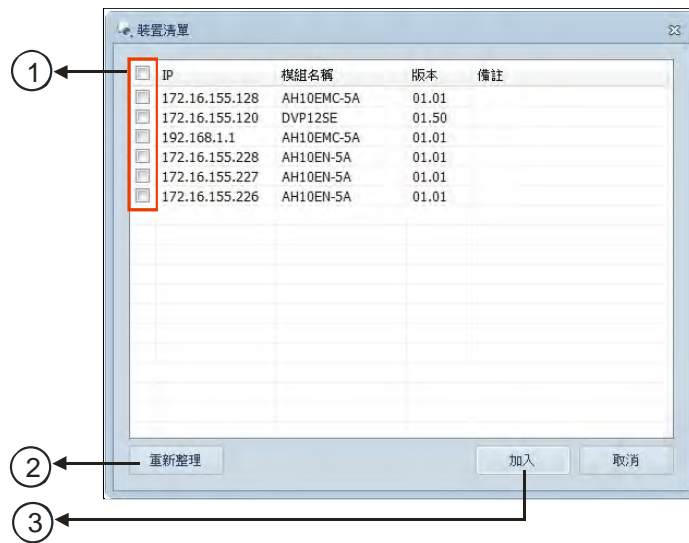 裝置清單
1
IP 模組名稱 版本 備註
172.16.155.128 AH10EMC-5A 01.01
172.16.155.120 DVP12SE 01.50
192.168.1.1 AH10EMC-5A 01.01
172.16.155.228 AH10EN-5A 01.01
172.16.155.227 AH10EN-5A 01.01
172.16.155.226 AH10EN-5A 01.01
2 重新整理 加入 取消
3